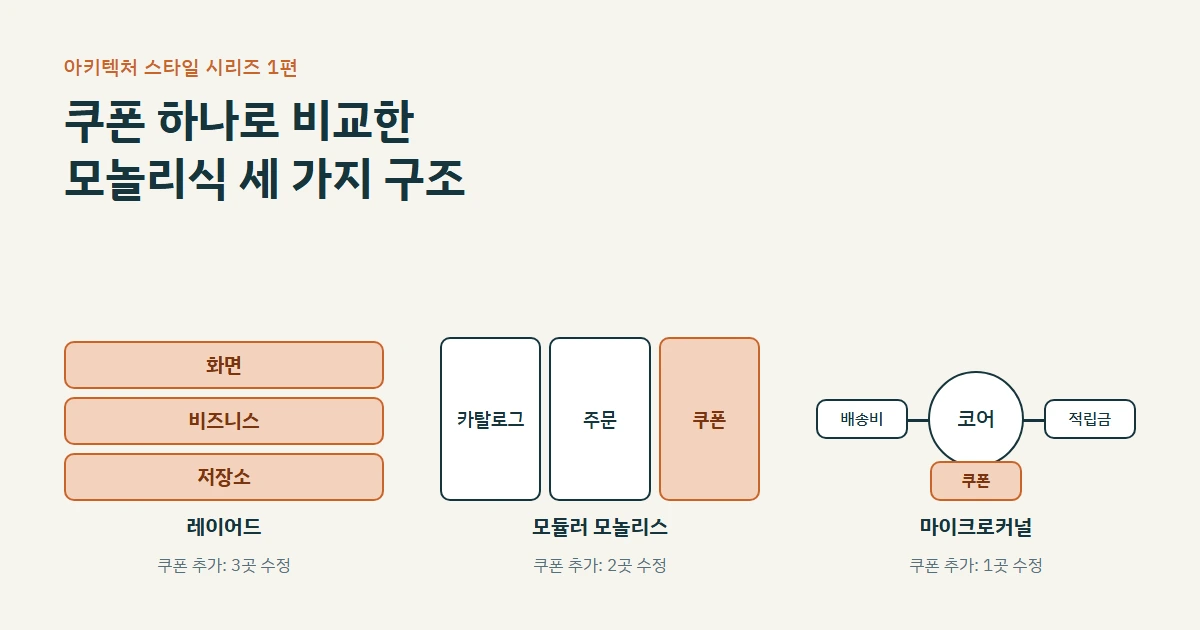 아키텍처 스타일 시리즈 1편
쿠폰 하나로 비교한
모놀리식 세 가지 구조
화면
비즈니스
저장소
레이어드
쿠폰 추가: 3곳 수정
카탈로그
주문
쿠폰
모듈러 모놀리스
쿠폰 추가: 2곳 수정
배송비
코어
적립금
쿠폰
마이크로커널
쿠폰 추가: 1곳 수정